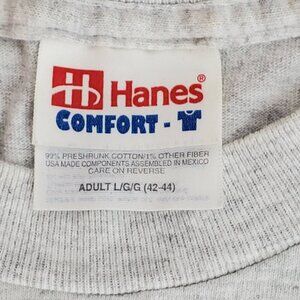 Hanes®
COMFORT-
99% PRESHRUNK COTTON/1% OTHER FIBER
USA MADE COMPONENTS ASSEMBLED IN MEXICO
CARE ON REVERSE
ADULT L/G/G (42-44)